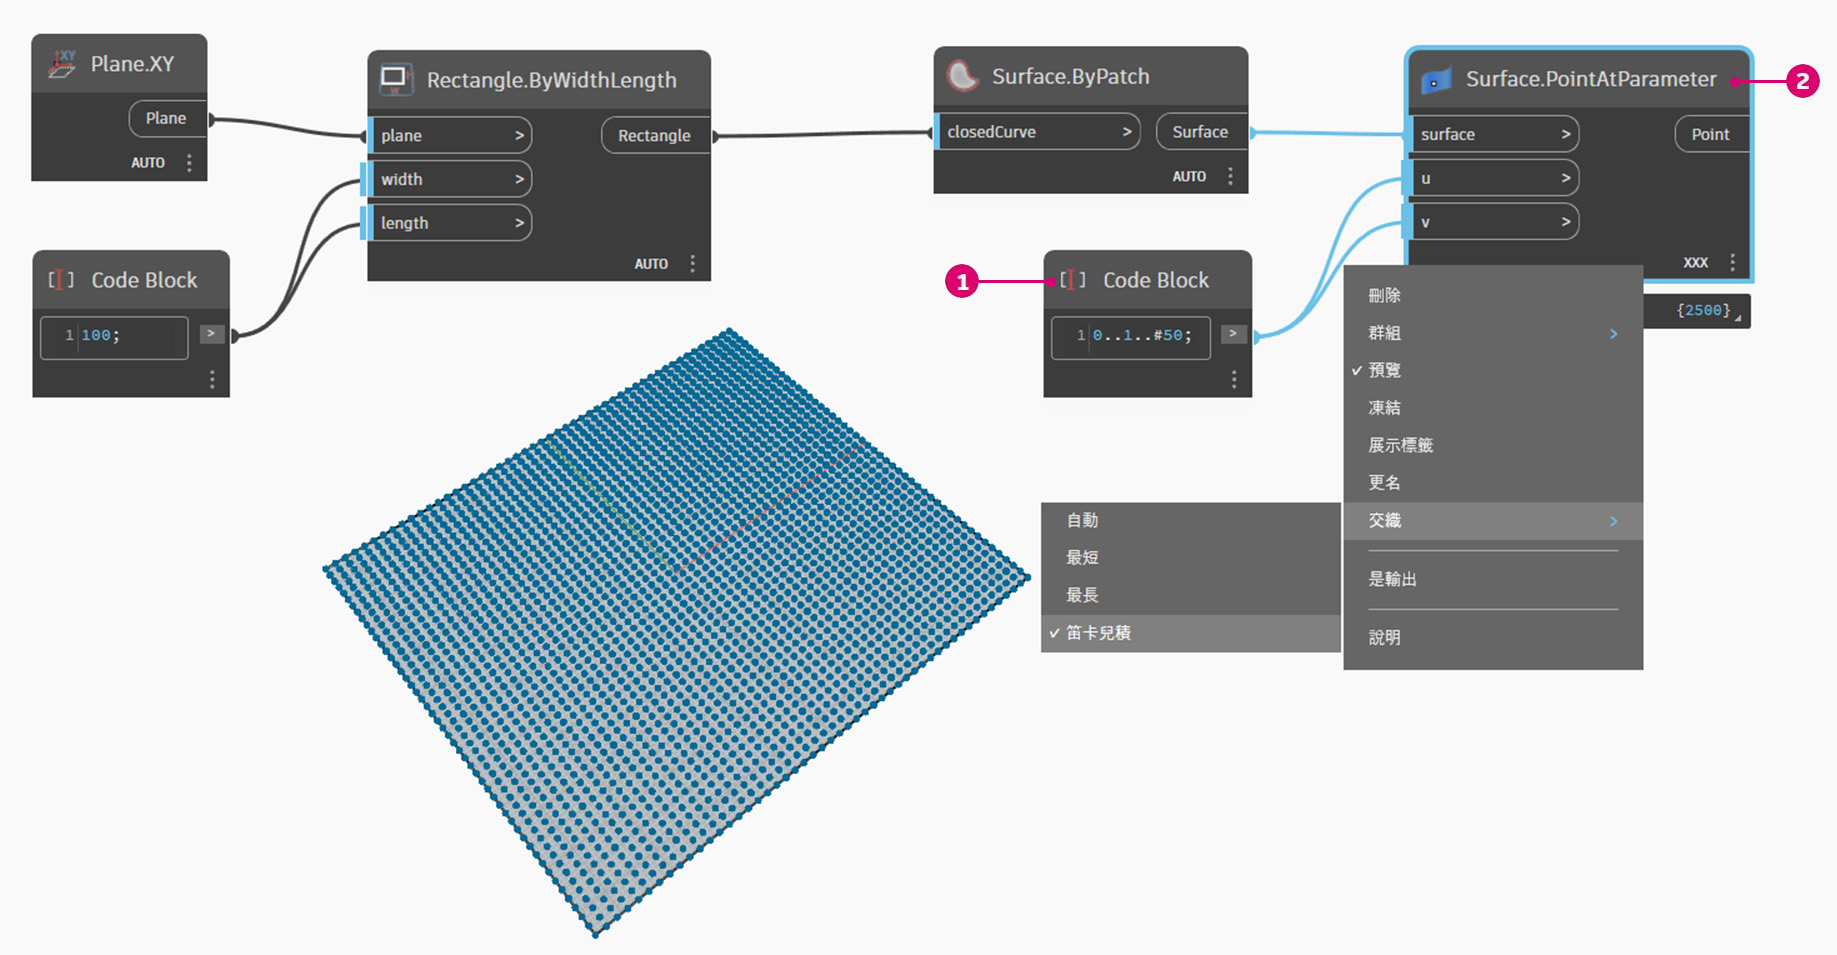 Plane.XY
Plane
AUTO
Rectangle.ByWidthLength
plane >
Rectangle
width >
length >
AUTO
Code Block
1 100;
>
Surface.ByPatch
closedCurve >
Surface
AUTO
Surface.PointAtParameter
2
surface >
Point
u >
v >
XXX
{2500}
1
Code Block
1 0..1..#50;
>
刪除
群組 >
✓ 預覽
凍結
展示標籤
更名
交織 >
是輸出
說明
自動
最短
最長
✓ 笛卡兒積